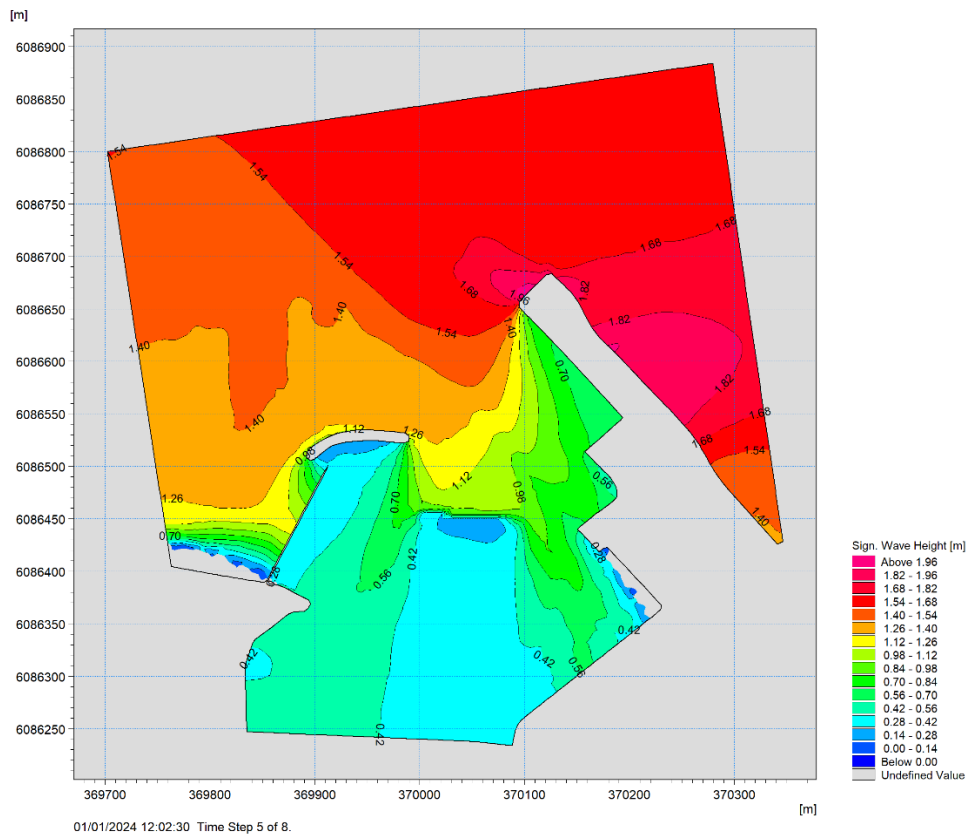 [m]
6086900
6086850
6086800
6086750
6086700
6086650
6086600
6086550
6086500
6086450
6086400
6086350
6086300
6086250
369700 369800 369900 370000 370100 370200 370300
[m]
1.54
1.54
1.54
1.68
1.68
1.68
1.82
1.96
1.82
1.40
1.54
1.40
1.40
0.70
1.82
1.40
1.68
1.12
1.26
1.68
0.98
1.54
1.12
0.56
1.26
0.70
0.98
1.40
0.70
0.42
0.28
0.28
0.56
0.42
0.42
0.42
0.56
0.42
Sign. Wave Height [m]
Above 1.96
1.82 - 1.96
1.68 - 1.82
1.54 - 1.68
1.40 - 1.54
1.26 - 1.40
1.12 - 1.26
0.98 - 1.12
0.84 - 0.98
0.70 - 0.84
0.56 - 0.70
0.42 - 0.56
0.28 - 0.42
0.14 - 0.28
0.00 - 0.14
Below 0.00
Undefined Value
01/01/2024 12:02:30 Time Step 5 of 8.